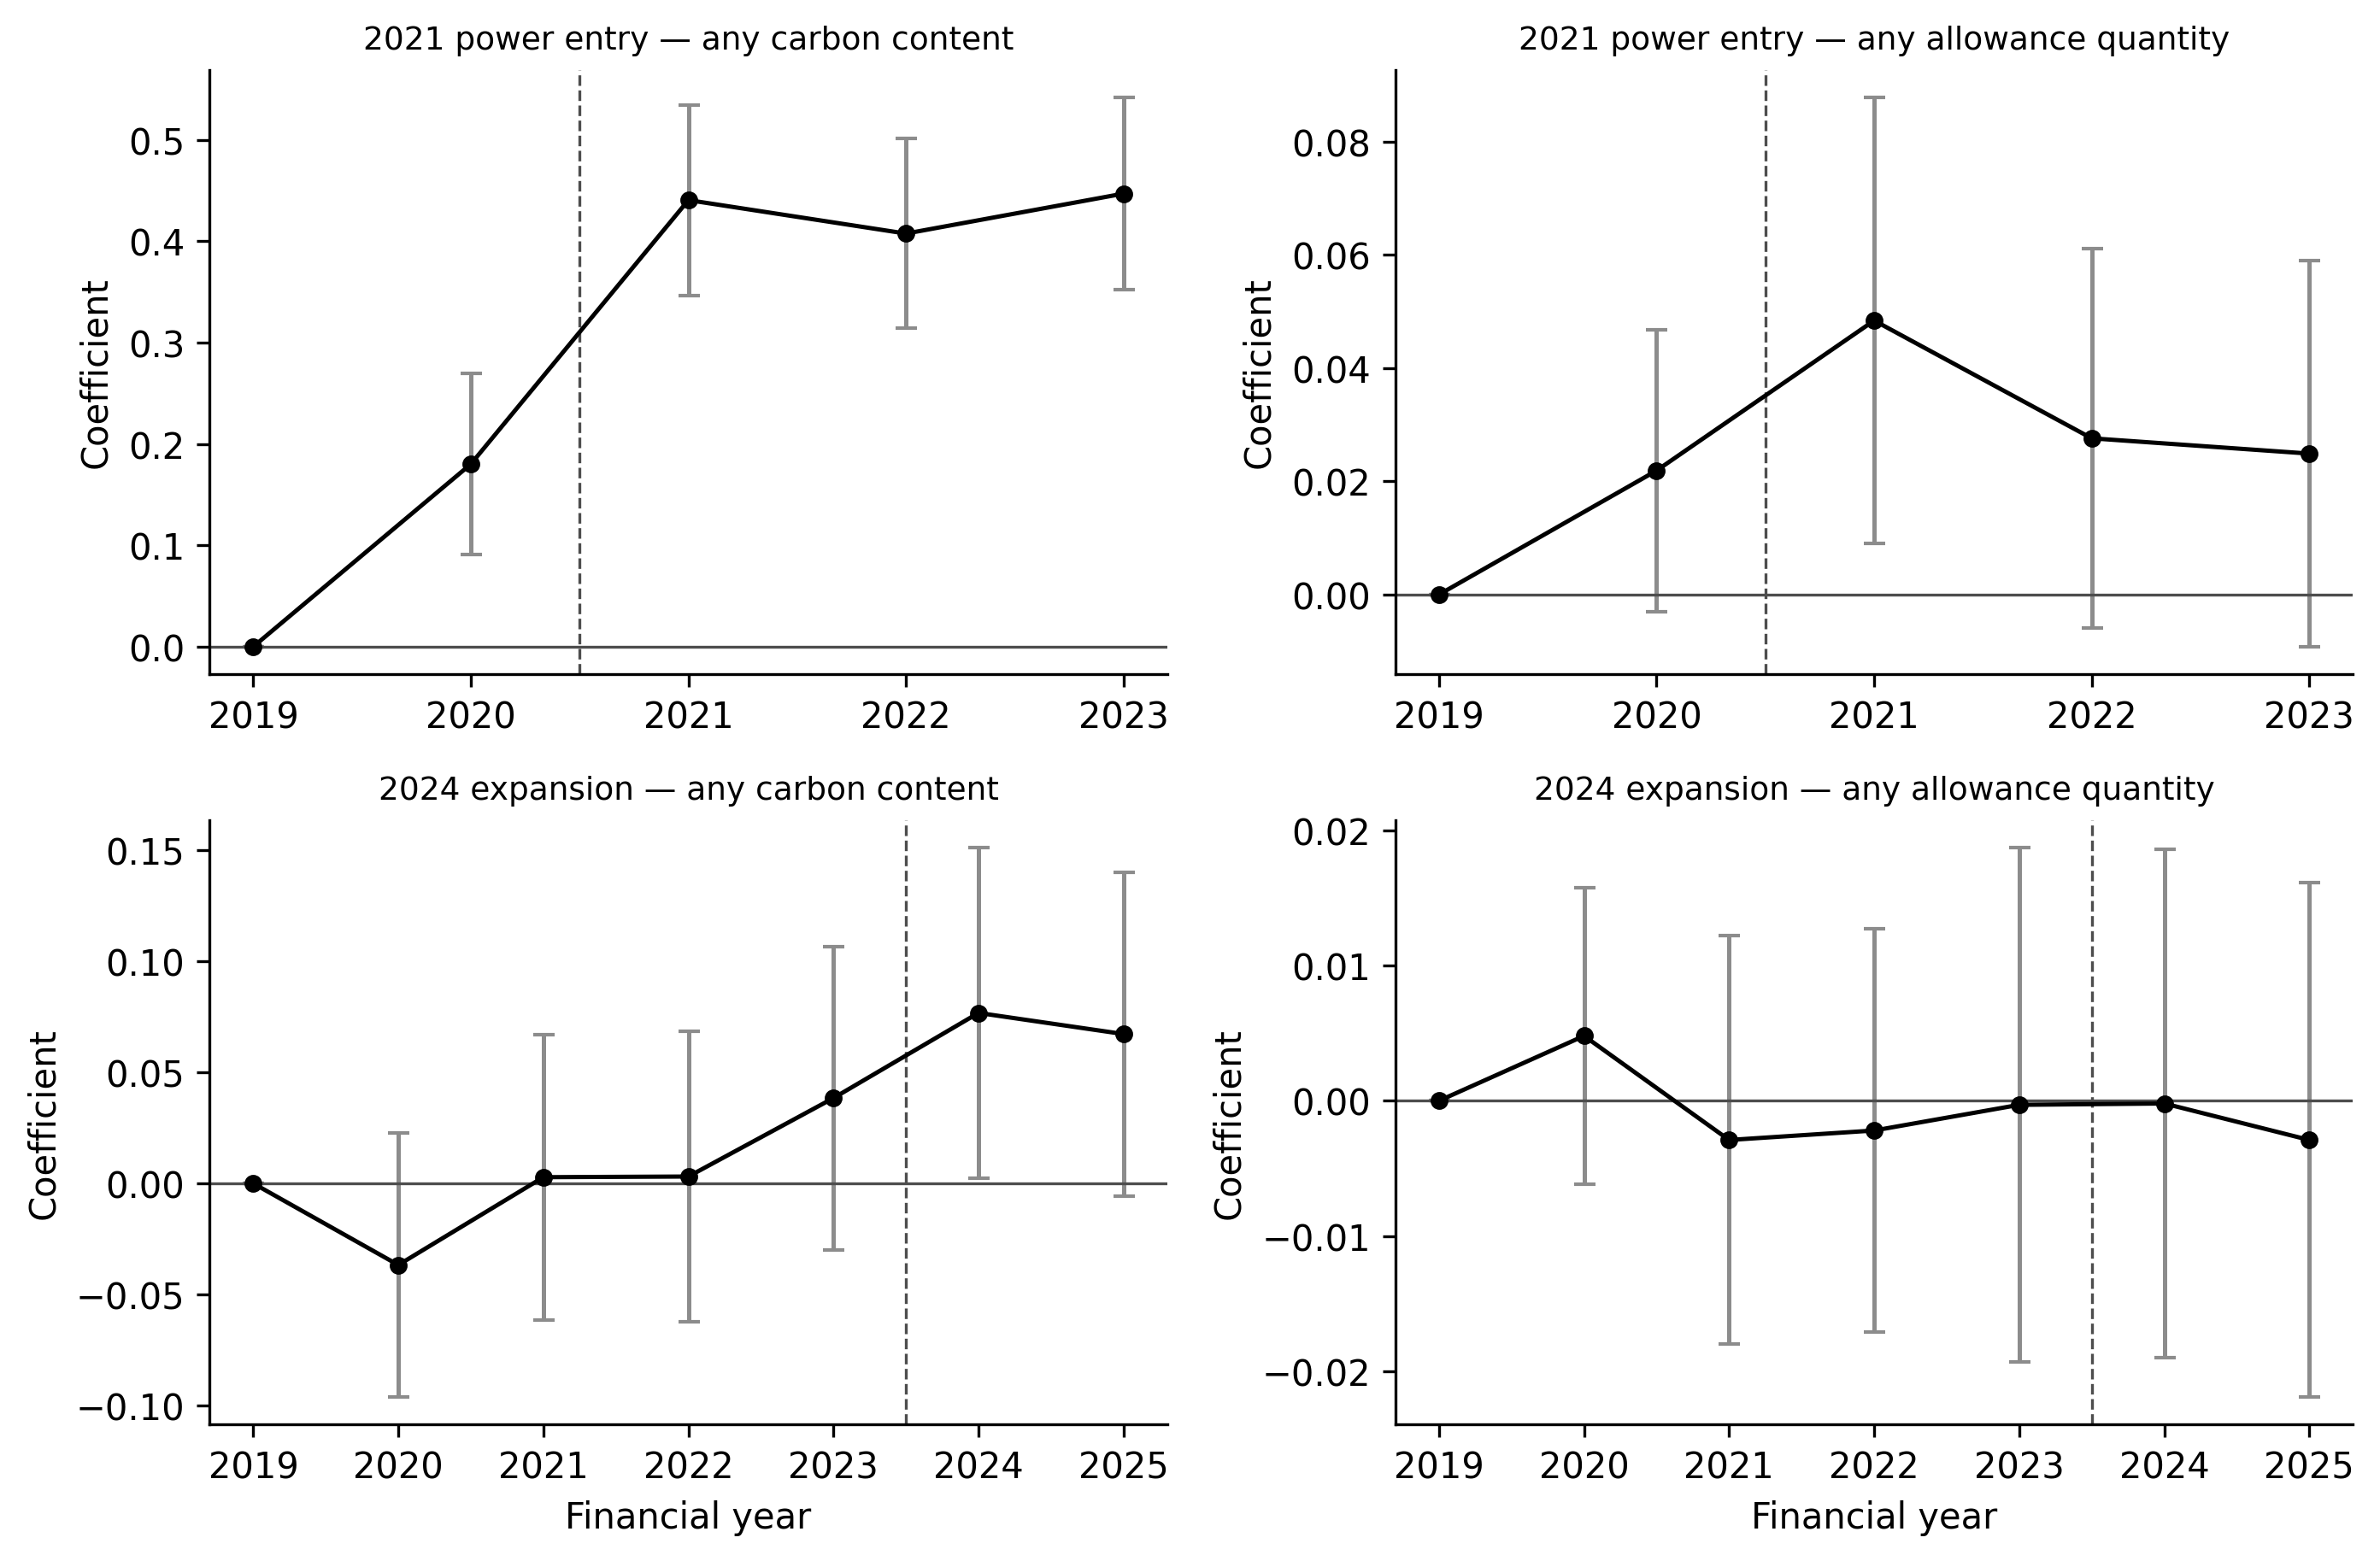 2021 power entry — any carbon content
Coefficient
0.5
0.4
0.3
0.2
0.1
0.0
2019 2020 2021 2022 2023
2021 power entry — any allowance quantity
Coefficient
0.08
0.06
0.04
0.02
0.00
2019 2020 2021 2022 2023
2024 expansion — any carbon content
Coefficient
0.15
0.10
0.05
0.00
−0.05
−0.10
2019 2020 2021 2022 2023 2024 2025
Financial year
2024 expansion — any allowance quantity
Coefficient
0.02
0.01
0.00
−0.01
−0.02
2019 2020 2021 2022 2023 2024 2025
Financial year